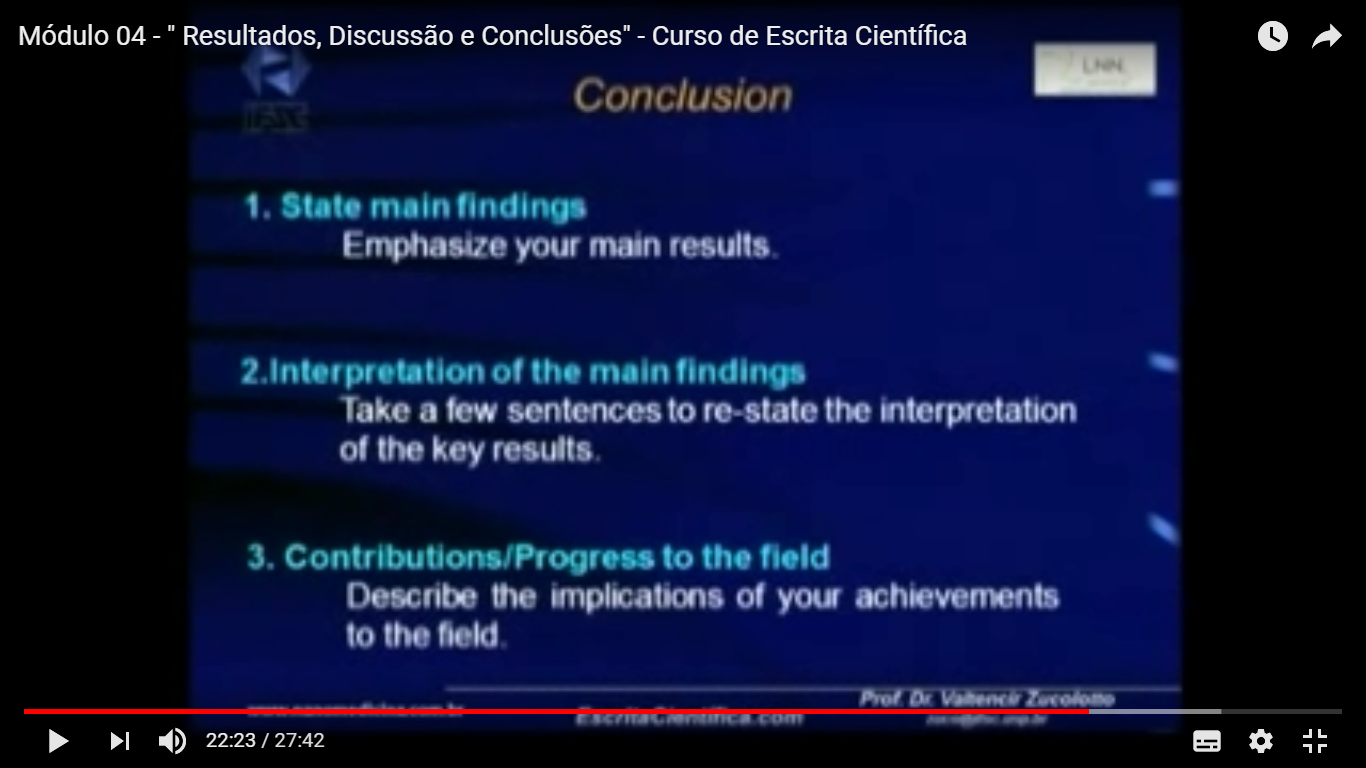 Módulo 04 - " Resultados, Discussão e Conclusões" - Curso de Escrita Científica
LNN
IFSC
Conclusion
1. State main findings
Emphasize your main results.
2.Interpretation of the main findings
Take a few sentences to re-state the interpretation
of the key results.
3. Contributions/Progress to the field
Describe the implications of your achievements
to the field.
Prof. Dr. Valtencir Zucolotto
EscritaCientifica.com
22:23 / 27:42